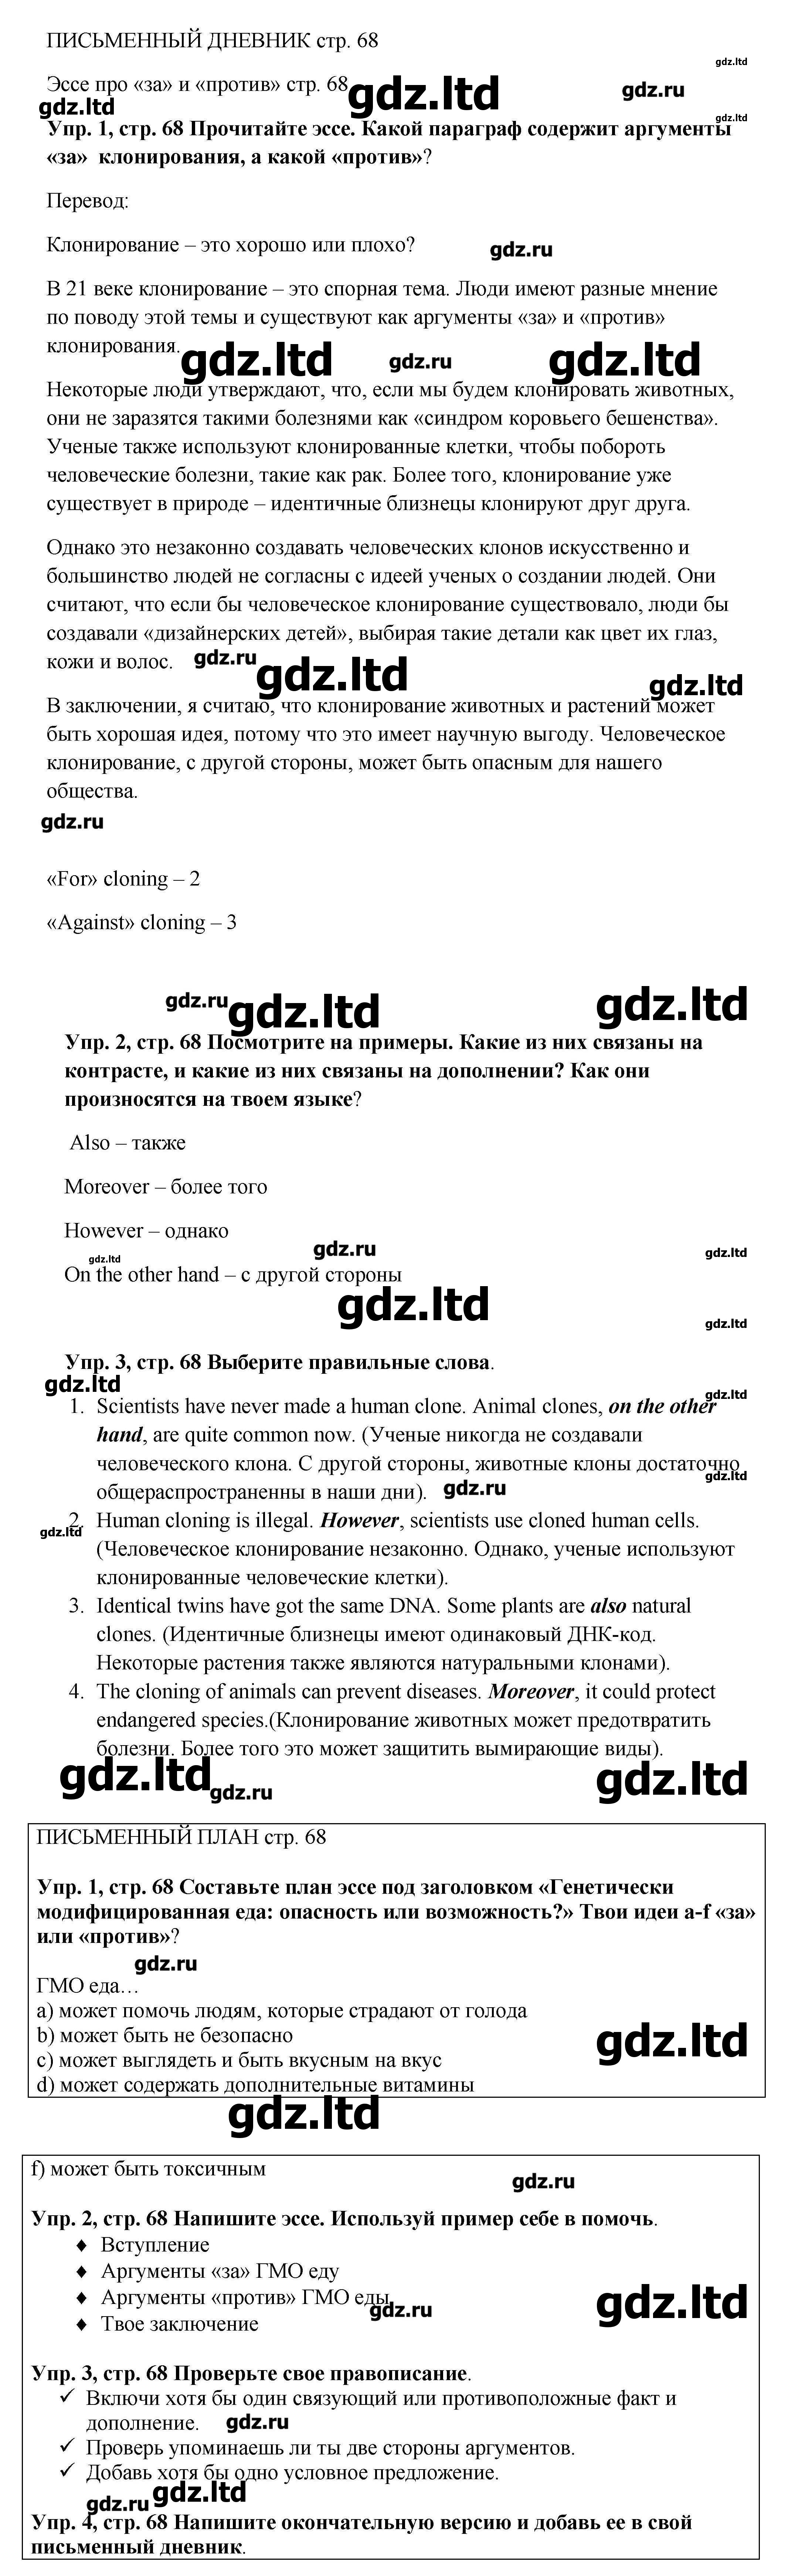 ПИСЬМЕННЫЙ ДНЕВНИК стр. 68
gdz.ltd
Эссе про «за» и «против» стр. 68
gdz.ltd
gdz.ru
gdz.ltd
gdz.ltd
Упр. 1, стр. 68 Прочитайте эссе. Какой параграф содержит аргументы
«за» клонирования, а какой «против»?
Перевод:
Клонирование – это хорошо или плохо?
gdz.ru
В 21 веке клонирование – это спорная тема. Люди имеют разные мнение
по поводу этой темы и существуют как аргументы «за» и «против»
клонирования.
gdz.ltd
gdz.ru
gdz.ltd
Некоторые люди утверждают, что, если мы будем клонировать животных,
они не заразятся такими болезнями как «синдром коровьего бешенства».
Ученые также используют клонированные клетки, чтобы побороть
человеческие болезни, такие как рак. Более того, клонирование уже
существует в природе – идентичные близнецы клонируют друг друга.
Однако это незаконно создавать человеческих клонов искусственно и
большинство людей не согласны с идеей ученых о создании людей. Они
считают, что если бы человеческое клонирование существовало, люди бы
создавали «дизайнерских детей», выбирая такие детали как цвет их глаз,
кожи и волос.
gdz.ru
gdz.ltd
gdz.ltd
В заключении, я считаю, что клонирование животных и растений может
быть хорошая идея, потому что это имеет научную выгоду. Человеческое
клонирование, с другой стороны, может быть опасным для нашего
общества.
gdz.ru
«For» cloning – 2
«Against» cloning – 3
gdz.ru
gdz.ltd
gdz.ltd
Упр. 2, стр. 68 Посмотрите на примеры. Какие из них связаны на
контрасте, и какие из них связаны на дополнении? Как они
произносятся на твоем языке?
Also – также
Moreover – более того
However – однако
gdz.ru
gdz.ltd
gdz.ltd
On the other hand – с другой стороны
gdz.ltd
gdz.ltd
Упр. 3, стр. 68 Выберите правильные слова.
gdz.ltd
gdz.ltd
1. Scientists have never made a human clone. Animal clones, on the other
hand, are quite common now. (Ученые никогда не создавали
человеческого клона. С другой стороны, животные клоны достаточно
gdz.ltd
общераспространенны в наши дни).
gdz.ru
2. Human cloning is illegal. However, scientists use cloned human cells.
gdz.ltd
(Человеческое клонирование незаконно. Однако, ученые используют
клонированные человеческие клетки).
3. Identical twins have got the same DNA. Some plants are also natural
clones. (Идентичные близнецы имеют одинаковый ДНК-код.
Некоторые растения также являются натуральными клонами).
4. The cloning of animals can prevent diseases. Moreover, it could protect
endangered species.(Клонирование животных может предотвратить
болезни. Более того это может защитить вымирающие виды).
gdz.ltd
gdz.ru
gdz.ltd
ПИСЬМЕННЫЙ ПЛАН стр. 68
Упр. 1, стр. 68 Составьте план эссе под заголовком «Генетически
модифицированная еда: опасность или возможность?» Твои идеи a-f «за»
или «против»?
gdz.ru
ГМО еда…
a) может помочь людям, которые страдают от голода
b) может быть не безопасно
gdz.ltd
c) может выглядеть и быть вкусным на вкус
d) может содержать дополнительные витамины
gdz.ltd
f) может быть токсичным
gdz.ru
Упр. 2, стр. 68 Напишите эссе. Используй пример себе в помочь.
♦ Вступление
♦ Аргументы «за» ГМО еду
♦ Аргументы «против» ГМО еды
gdz.ru
gdz.ltd
♦ Твое заключение
Упр. 3, стр. 68 Проверьте свое правописание.
✓ Включи хотя бы один связующий или противоположные факт и
дополнение.
gdz.ru
✓ Проверь упоминаешь ли ты две стороны аргументов.
✓ Добавь хотя бы одно условное предложение.
gdz.ltd
gdz.ru
Упр. 4, стр. 68 Напишите окончательную версию и добавь ее в свой
письменный дневник.